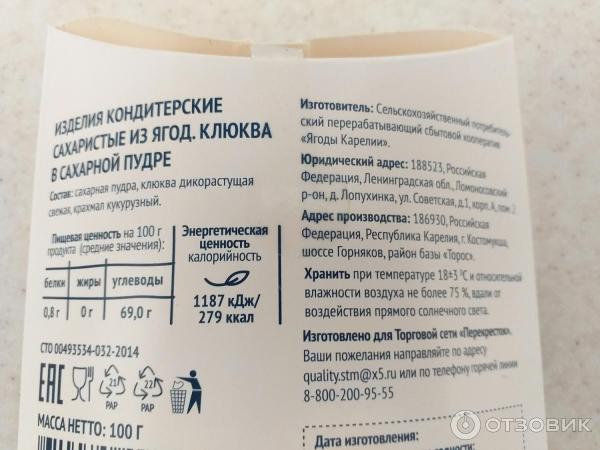 ИЗДЕЛИЯ КОНДИТЕРСКИЕ
САХАРИСТЫЕ ИЗ ЯГОД. КЛЮКВА
В САХАРНОЙ ПУДРЕ
Состав: сахарная пудра, клюква дикорастущая
свежая, крахмал кукурузный.
Пищевая ценность на 100 г
продукта (средние значения):
белки жиры углеводы
0,8 г 0 г 69,0 г
Энергетическая
ценность
калорийность
1187 кДж/
279 ккал
СТО 00493534-032-2014
EAC
21
PAP
22
PAP
МАССА НЕТТО: 100 Г
Изготовитель: Сельскохозяйственный потребитель-
ский перерабатывающий сбытовой кооператив
«Ягоды Карелии».
Юридический адрес: 188523, Российская
Федерация, Ленинградская обл., Ломоносовский
р-он, д. Лопухинка, ул. Советская, д.1, корп. А, пом. 2
Адрес производства: 186930, Российская
Федерация, Республика Карелия, г. Костомукша,
шоссе Горняков, район базы «Торос».
Хранить при температуре 18±3 °С и относительной
влажности воздуха не более 75 %, вдали от
воздействия прямого солнечного света.
Изготовлено для Торговой сети «Перекресток».
Ваши пожелания направляйте по адресу
quality.stm@x5.ru или по телефону горячей линии
8-800-200-95-55
Дата изготовления:
ОТЗОВИК